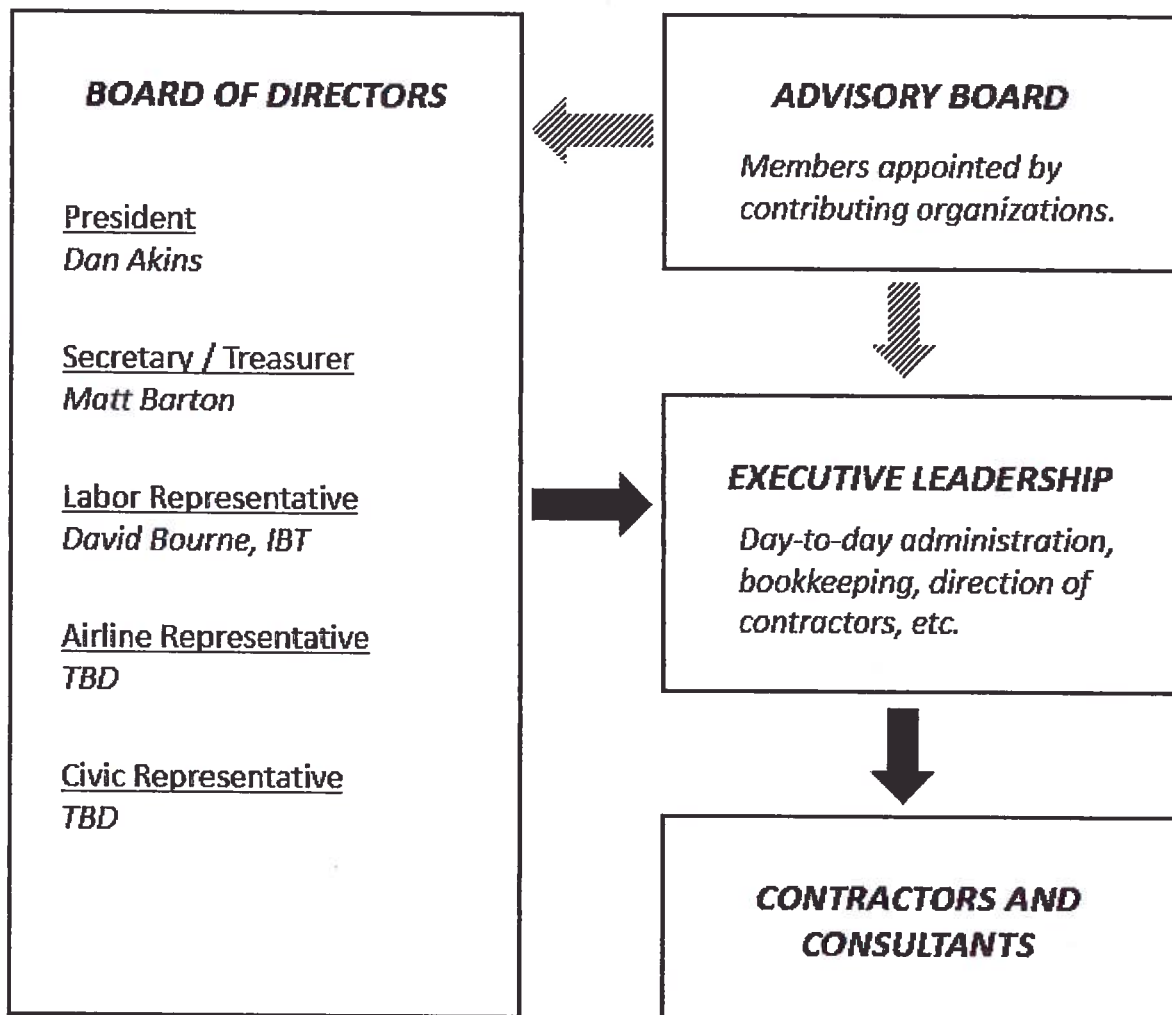 BOARD OF DIRECTORS
President
Dan Akins
Secretary / Treasurer
Matt Barton
Labor Representative
David Bourne, IBT
Airline Representative
TBD
Civic Representative
TBD
ADVISORY BOARD
Members appointed by
contributing organizations.
EXECUTIVE LEADERSHIP
Day-to-day administration,
bookkeeping, direction of
contractors, etc.
CONTRACTORS AND
CONSULTANTS